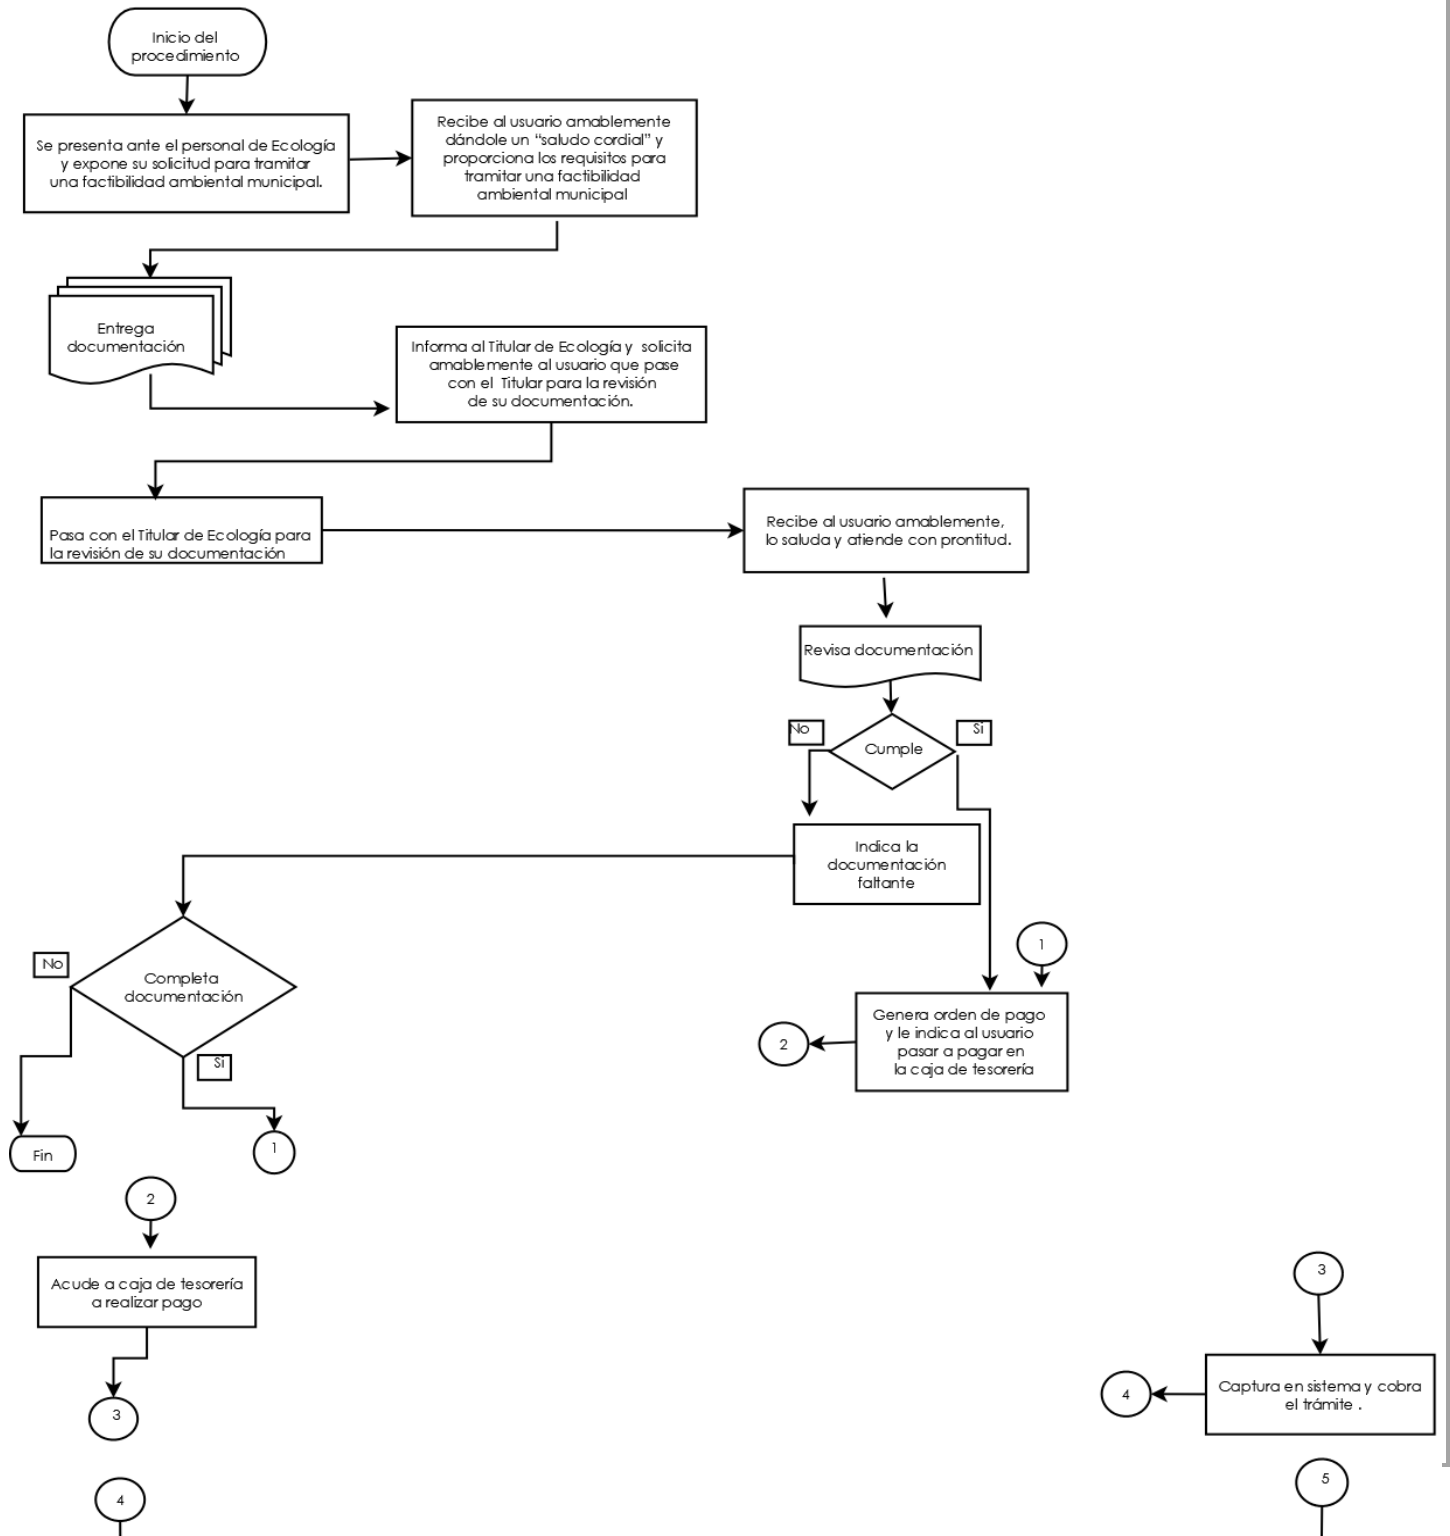 Inicio del
procedimiento
Se presenta ante el personal de Ecología
y expone su solicitud para tramitar
una factibilidad ambiental municipal.
Recibe al usuario amablemente
dándole un “saludo cordial” y
proporciona los requisitos para
tramitar una factibilidad
ambiental municipal
Entrega
documentación
Informa al Titular de Ecología y solicita
amablemente al usuario que pase
con el Titular para la revisión
de su documentación.
Pasa con el Titular de Ecología para
la revisión de su documentación
Recibe al usuario amablemente,
lo saluda y atiende con prontitud.
Revisa documentación
No
Cumple
Si
Indica la
documentación
faltante
No
Completa
documentación
Si
1
Genera orden de pago
y le indica al usuario
pasar a pagar en
la caja de tesorería
2
Fin
1
2
Acude a caja de tesorería
a realizar pago
3
3
Captura en sistema y cobra
el trámite .
4
4
5